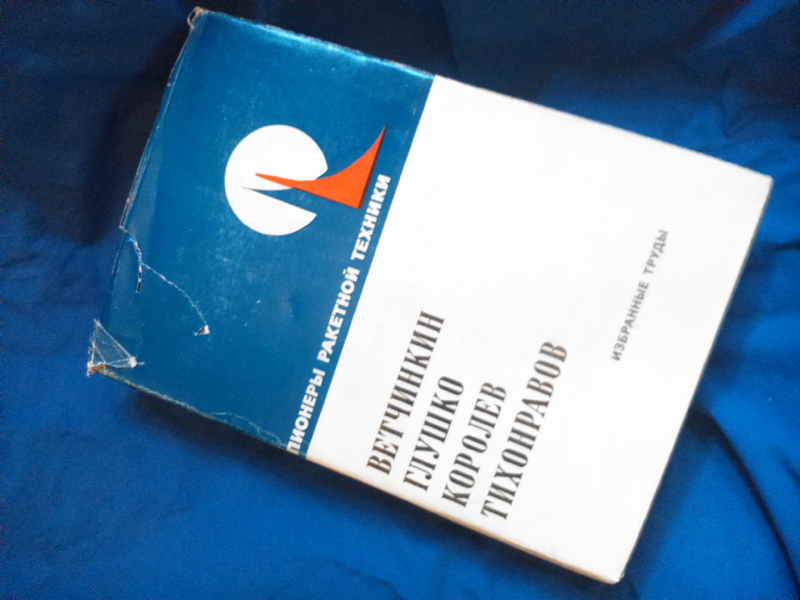 ПИОНЕРЫ РАКЕТНОЙ ТЕХНИКИ
ВЕТЧИНКИН
ГЛУШКО
КОРОЛЕВ
ТИХОНРАВОВ
ИЗБРАННЫЕ ТРУДЫ